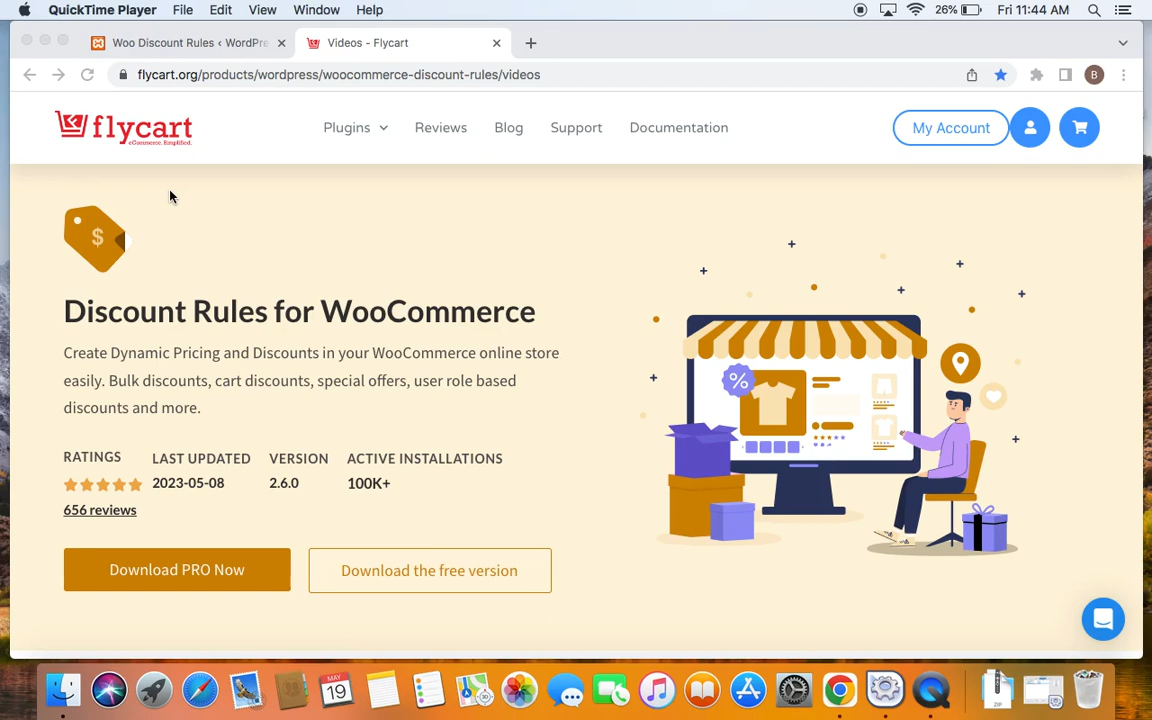 QuickTime Player File Edit View Window Help 26% Fri 11:44 AM
Woo Discount Rules ‹ WordPre Videos - Flycart
flycart.org/products/wordpress/woocommerce-discount-rules/videos B
flycart
eCommerce. Simplified.
Plugins Reviews Blog Support Documentation My Account
$
Discount Rules for WooCommerce
Create Dynamic Pricing and Discounts in your WooCommerce online store
easily. Bulk discounts, cart discounts, special offers, user role based
discounts and more.
RATINGS LAST UPDATED VERSION ACTIVE INSTALLATIONS
2023-05-08 2.6.0 100K+
656 reviews
Download PRO Now Download the free version
%
MAY
19
ZIP